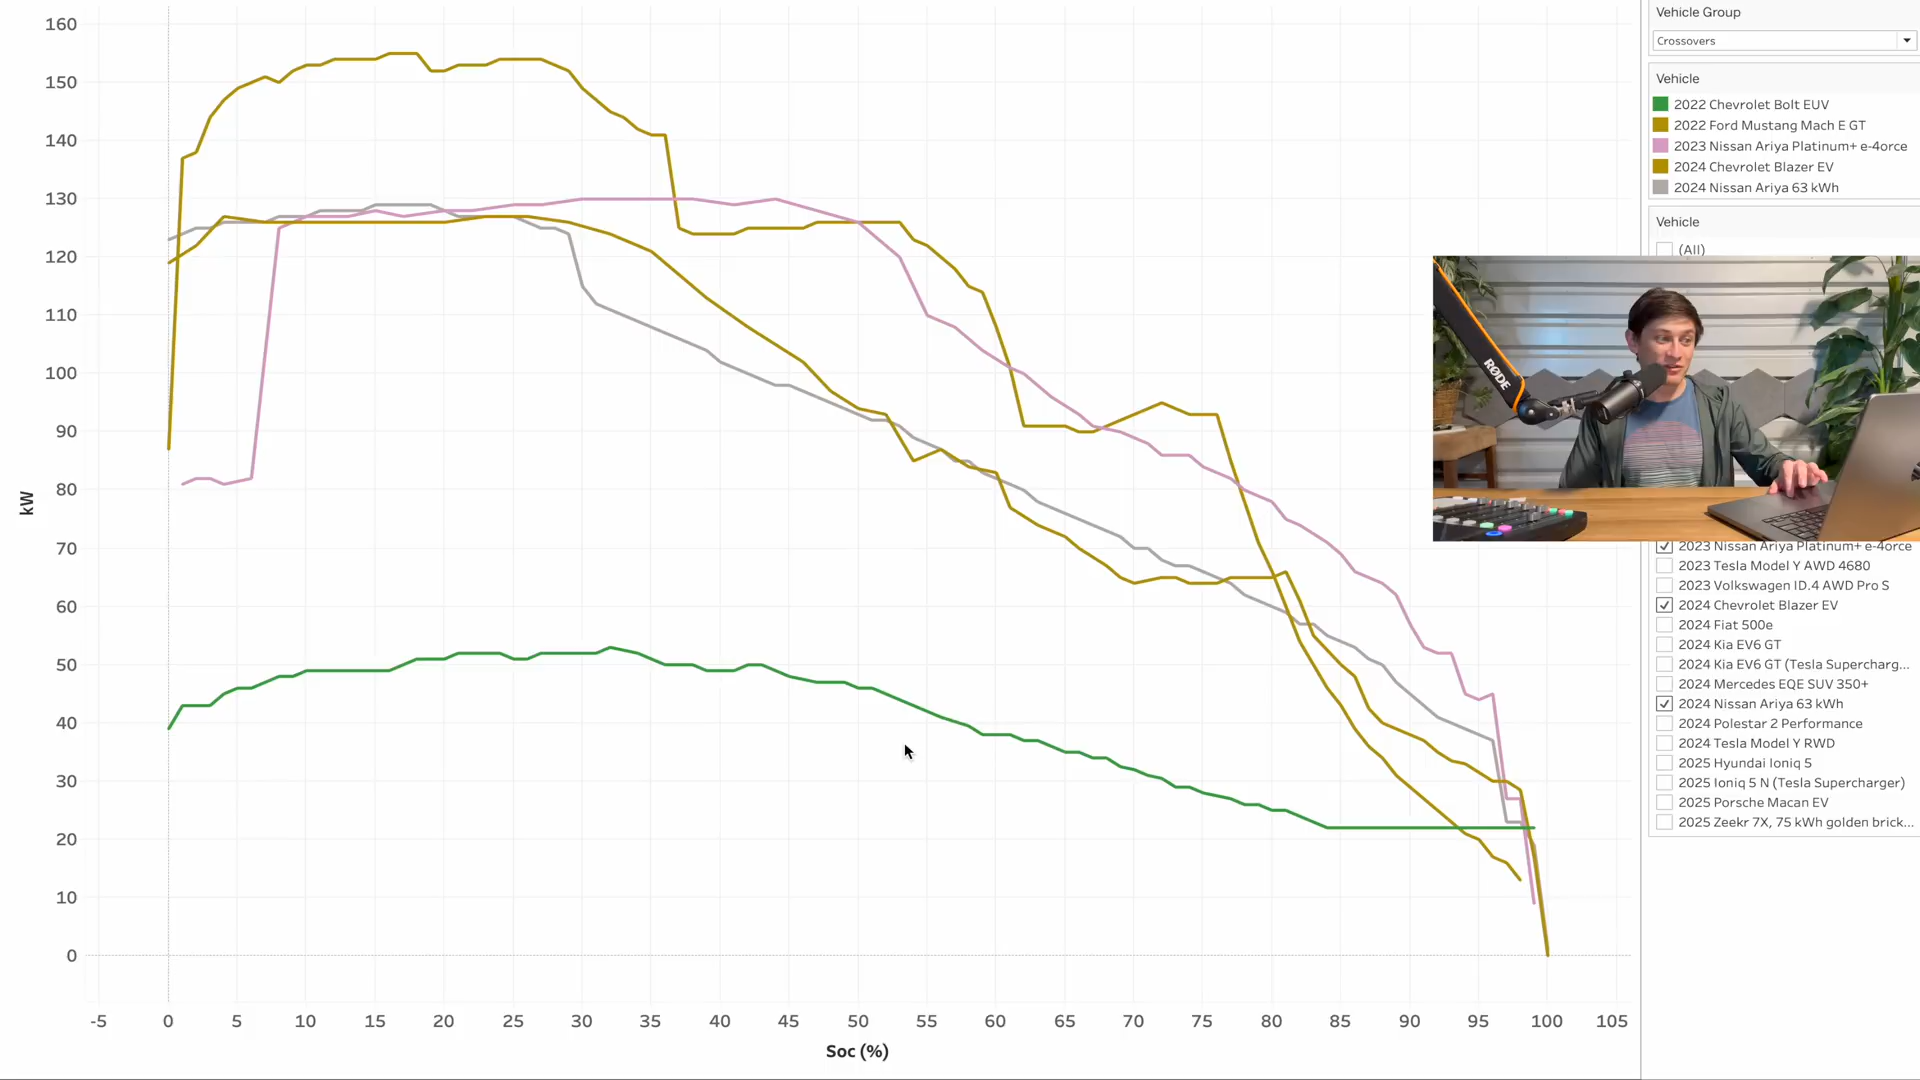 160
150
140
130
120
110
100
90
80
70
60
50
40
30
20
10
0
kW
-5 0 5 10 15 20 25 30 35 40 45 50 55 60 65 70 75 80 85 90 95 100 105
Soc (%)
Vehicle Group
Crossovers
Vehicle
2022 Chevrolet Bolt EUV
2022 Ford Mustang Mach E GT
2023 Nissan Ariya Platinum+ e-4orce
2024 Chevrolet Blazer EV
2024 Nissan Ariya 63 kWh
Vehicle
(All)
RØDE
2023 Nissan Ariya Platinum+ e-4orce
2023 Tesla Model Y AWD 4680
2023 Volkswagen ID.4 AWD Pro S
2024 Chevrolet Blazer EV
2024 Fiat 500e
2024 Kia EV6 GT
2024 Kia EV6 GT (Tesla Supercharg...
2024 Mercedes EQE SUV 350+
2024 Nissan Ariya 63 kWh
2024 Polestar 2 Performance
2024 Tesla Model Y RWD
2025 Hyundai Ioniq 5
2025 Ioniq 5 N (Tesla Supercharger)
2025 Porsche Macan EV
2025 Zeekr 7X, 75 kWh golden brick...